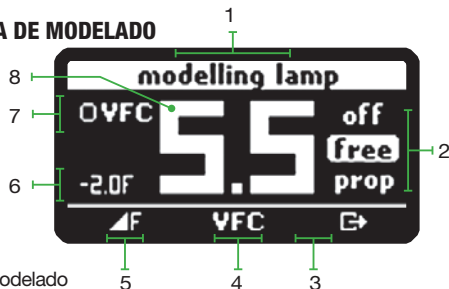 A DE MODELADO
1
modelling lamp
8
7
VFC
5.5
off
free
prop
2
6
-2.0F
F
VFC
odelado
5
4
3